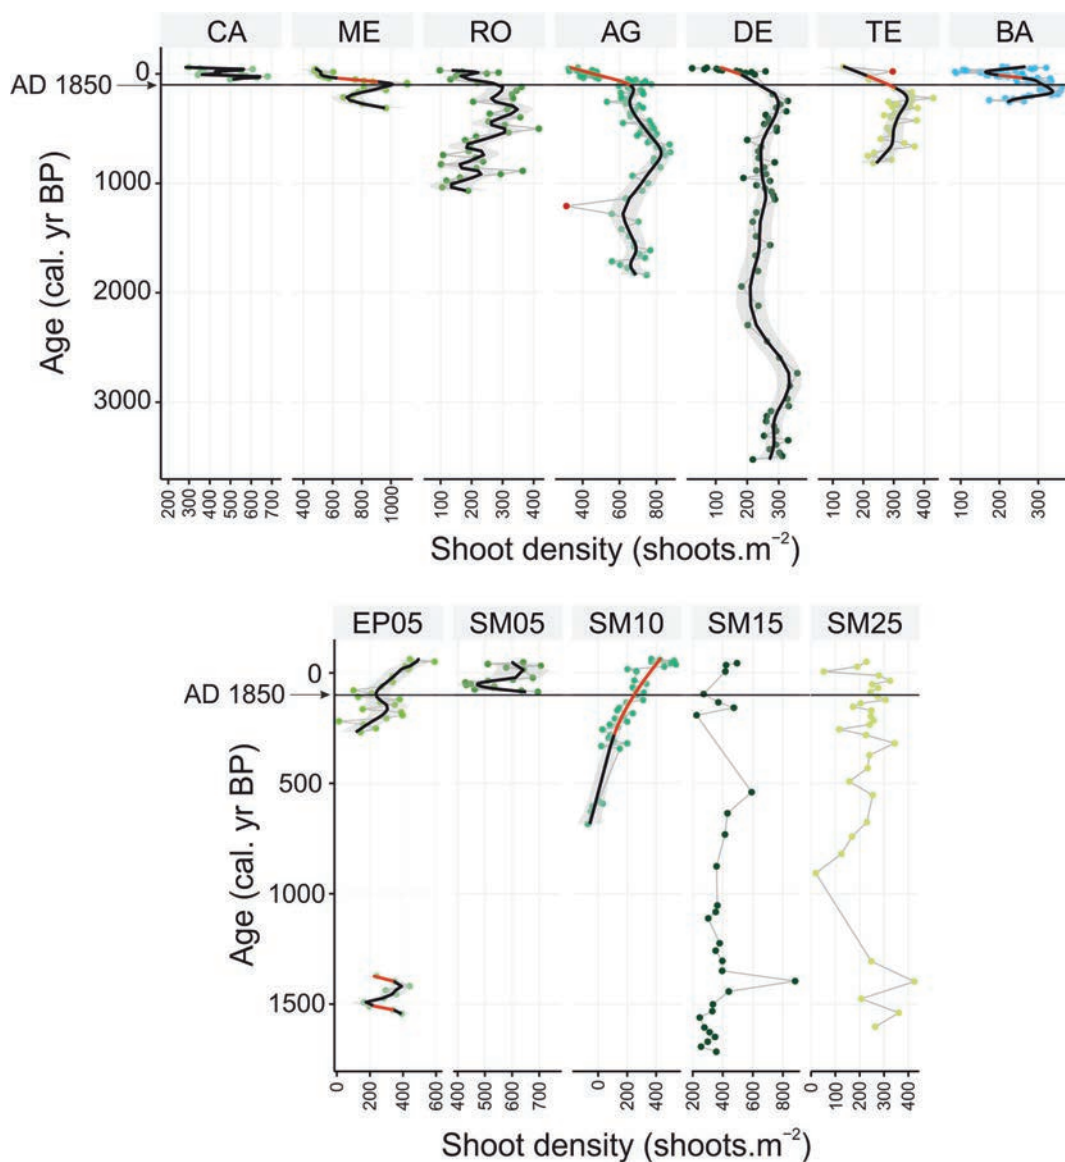 CA ME RO AG DE TE BA
0
AD 1850
1000
2000
3000
Age (cal. yr BP)
200 300 400 500 600 700 400 600 800 1000 100 200 300 400 400 600 800 100 200 300 100 200 300 400 100 200 300
Shoot density (shoots.m⁻²)
EP05 SM05 SM10 SM15 SM25
0
AD 1850
500
1000
1500
Age (cal. yr BP)
0 200 400 600 400 500 600 700 0 200 400 200 400 600 800 0 100 200 300 400
Shoot density (shoots.m⁻²)